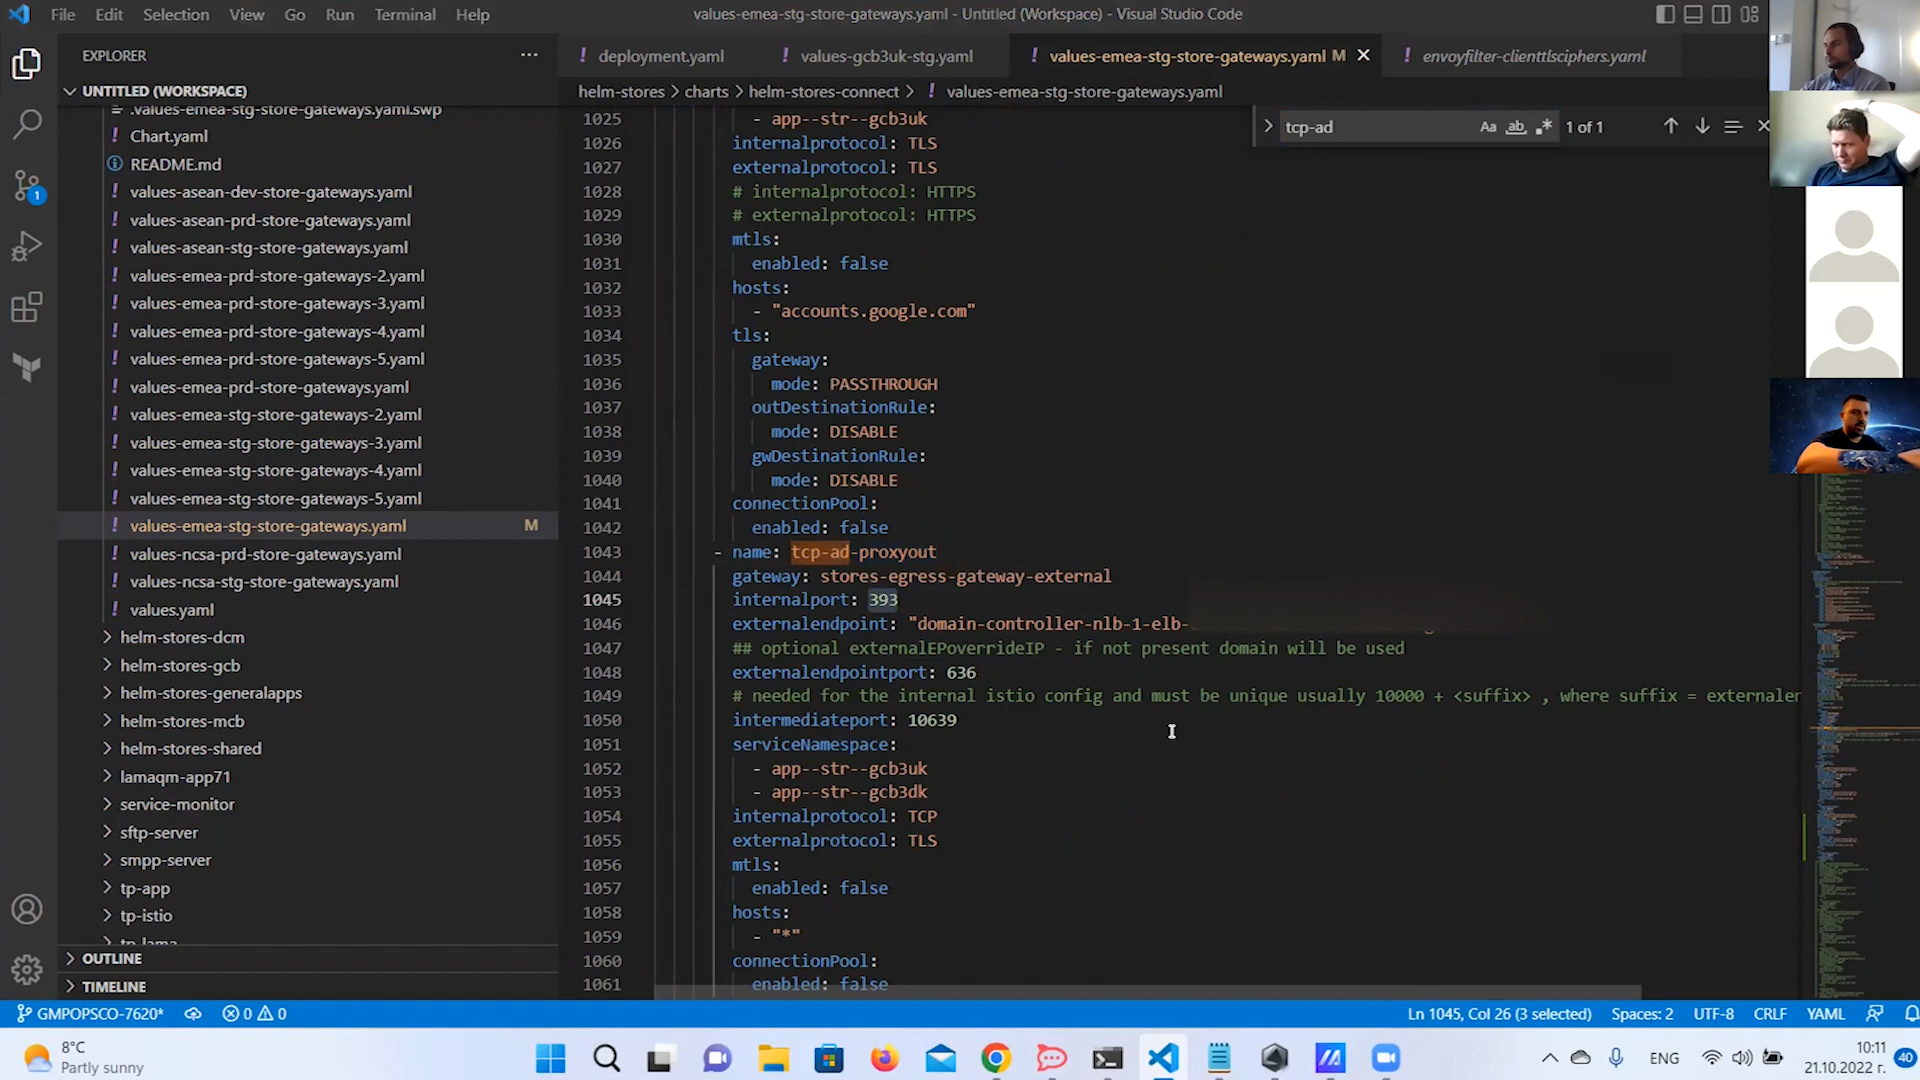 File Edit Selection View Go Run Terminal Help
values-emea-stg-store-gateways.yaml - Untitled (Workspace) - Visual Studio Code
EXPLORER
deployment.yaml
values-gcb3uk-stg.yaml
values-emea-stg-store-gateways.yaml M
envoyfilter-clienttlsciphers.yaml
UNTITLED (WORKSPACE)
helm-stores > charts > helm-stores-connect > ! values-emea-stg-store-gateways.yaml
tcp-ad
Aa ab .* 1 of 1
.values-emea-stg-store-gateways.yaml.swp
Chart.yaml
README.md
values-asean-dev-store-gateways.yaml
values-asean-prd-store-gateways.yaml
values-asean-stg-store-gateways.yaml
values-emea-prd-store-gateways-2.yaml
values-emea-prd-store-gateways-3.yaml
values-emea-prd-store-gateways-4.yaml
values-emea-prd-store-gateways-5.yaml
values-emea-prd-store-gateways.yaml
values-emea-stg-store-gateways-2.yaml
values-emea-stg-store-gateways-3.yaml
values-emea-stg-store-gateways-4.yaml
values-emea-stg-store-gateways-5.yaml
values-emea-stg-store-gateways.yaml M
values-ncsa-prd-store-gateways.yaml
values-ncsa-stg-store-gateways.yaml
values.yaml
helm-stores-dcm
helm-stores-gcb
helm-stores-generalapps
helm-stores-mcb
helm-stores-shared
lamaqm-app71
service-monitor
sftp-server
smpp-server
tp-app
tp-istio
tp-lama
OUTLINE
TIMELINE
1
1025 - app--str--gcb3uk
1026 internalprotocol: TLS
1027 externalprotocol: TLS
1028 # internalprotocol: HTTPS
1029 # externalprotocol: HTTPS
1030 mtls:
1031 enabled: false
1032 hosts:
1033 - "accounts.google.com"
1034 tls:
1035 gateway:
1036 mode: PASSTHROUGH
1037 outDestinationRule:
1038 mode: DISABLE
1039 gwDestinationRule:
1040 mode: DISABLE
1041 connectionPool:
1042 enabled: false
1043 - name: tcp-ad-proxyout
1044 gateway: stores-egress-gateway-external
1045 internalport: 393
1046 externalendpoint: "domain-controller-nlb-1-elb-
1047 ## optional externalEPoverrideIP - if not present domain will be used
1048 externalendpointport: 636
1049 # needed for the internal istio config and must be unique usually 10000 + <suffix> , where suffix = externalen
1050 intermediateport: 10639
1051 serviceNamespace:
1052 - app--str--gcb3uk
1053 - app--str--gcb3dk
1054 internalprotocol: TCP
1055 externalprotocol: TLS
1056 mtls:
1057 enabled: false
1058 hosts:
1059 - "*"
1060 connectionPool:
1061 enabled: false
GMPOPSCO-7620* 0 0
Ln 1045, Col 26 (3 selected) Spaces: 2 UTF-8 CRLF YAML
8°C
Partly sunny
ENG
10:11
21.10.2022 г.
40